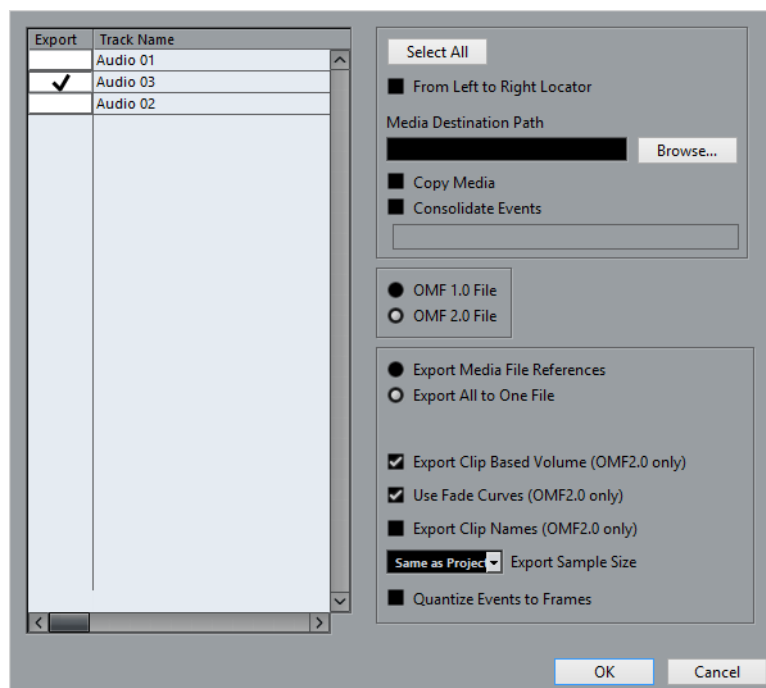 Export Track Name
Audio 01
Audio 03
Audio 02
Select All
From Left to Right Locator
Media Destination Path
Browse...
Copy Media
Consolidate Events
OMF 1.0 File
OMF 2.0 File
Export Media File References
Export All to One File
Export Clip Based Volume (OMF2.0 only)
Use Fade Curves (OMF2.0 only)
Export Clip Names (OMF2.0 only)
Same as Project Export Sample Size
Quantize Events to Frames
OK Cancel